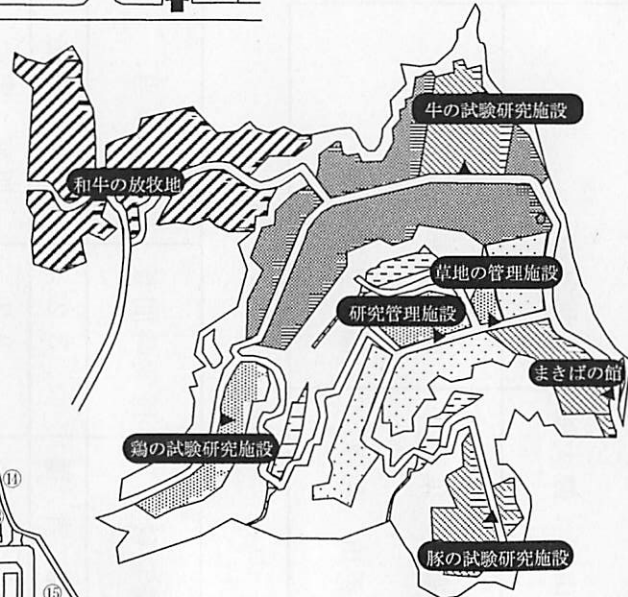 牛の試験研究施設
和牛の放牧地
草地の管理施設
研究管理施設
まきばの館
鶏の試験研究施設
豚の試験研究施設
⑭
⑮